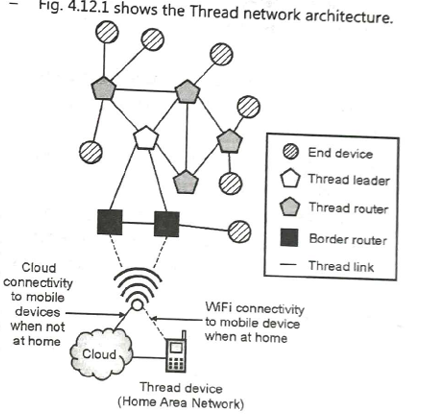 – Fig. 4.12.1 shows the Thread network architecture.
End device
Thread leader
Thread router
Border router
Thread link
Cloud
connectivity
to mobile
devices
when not
at home
WiFi connectivity
to mobile device
when at home
Cloud
Thread device
(Home Area Network)